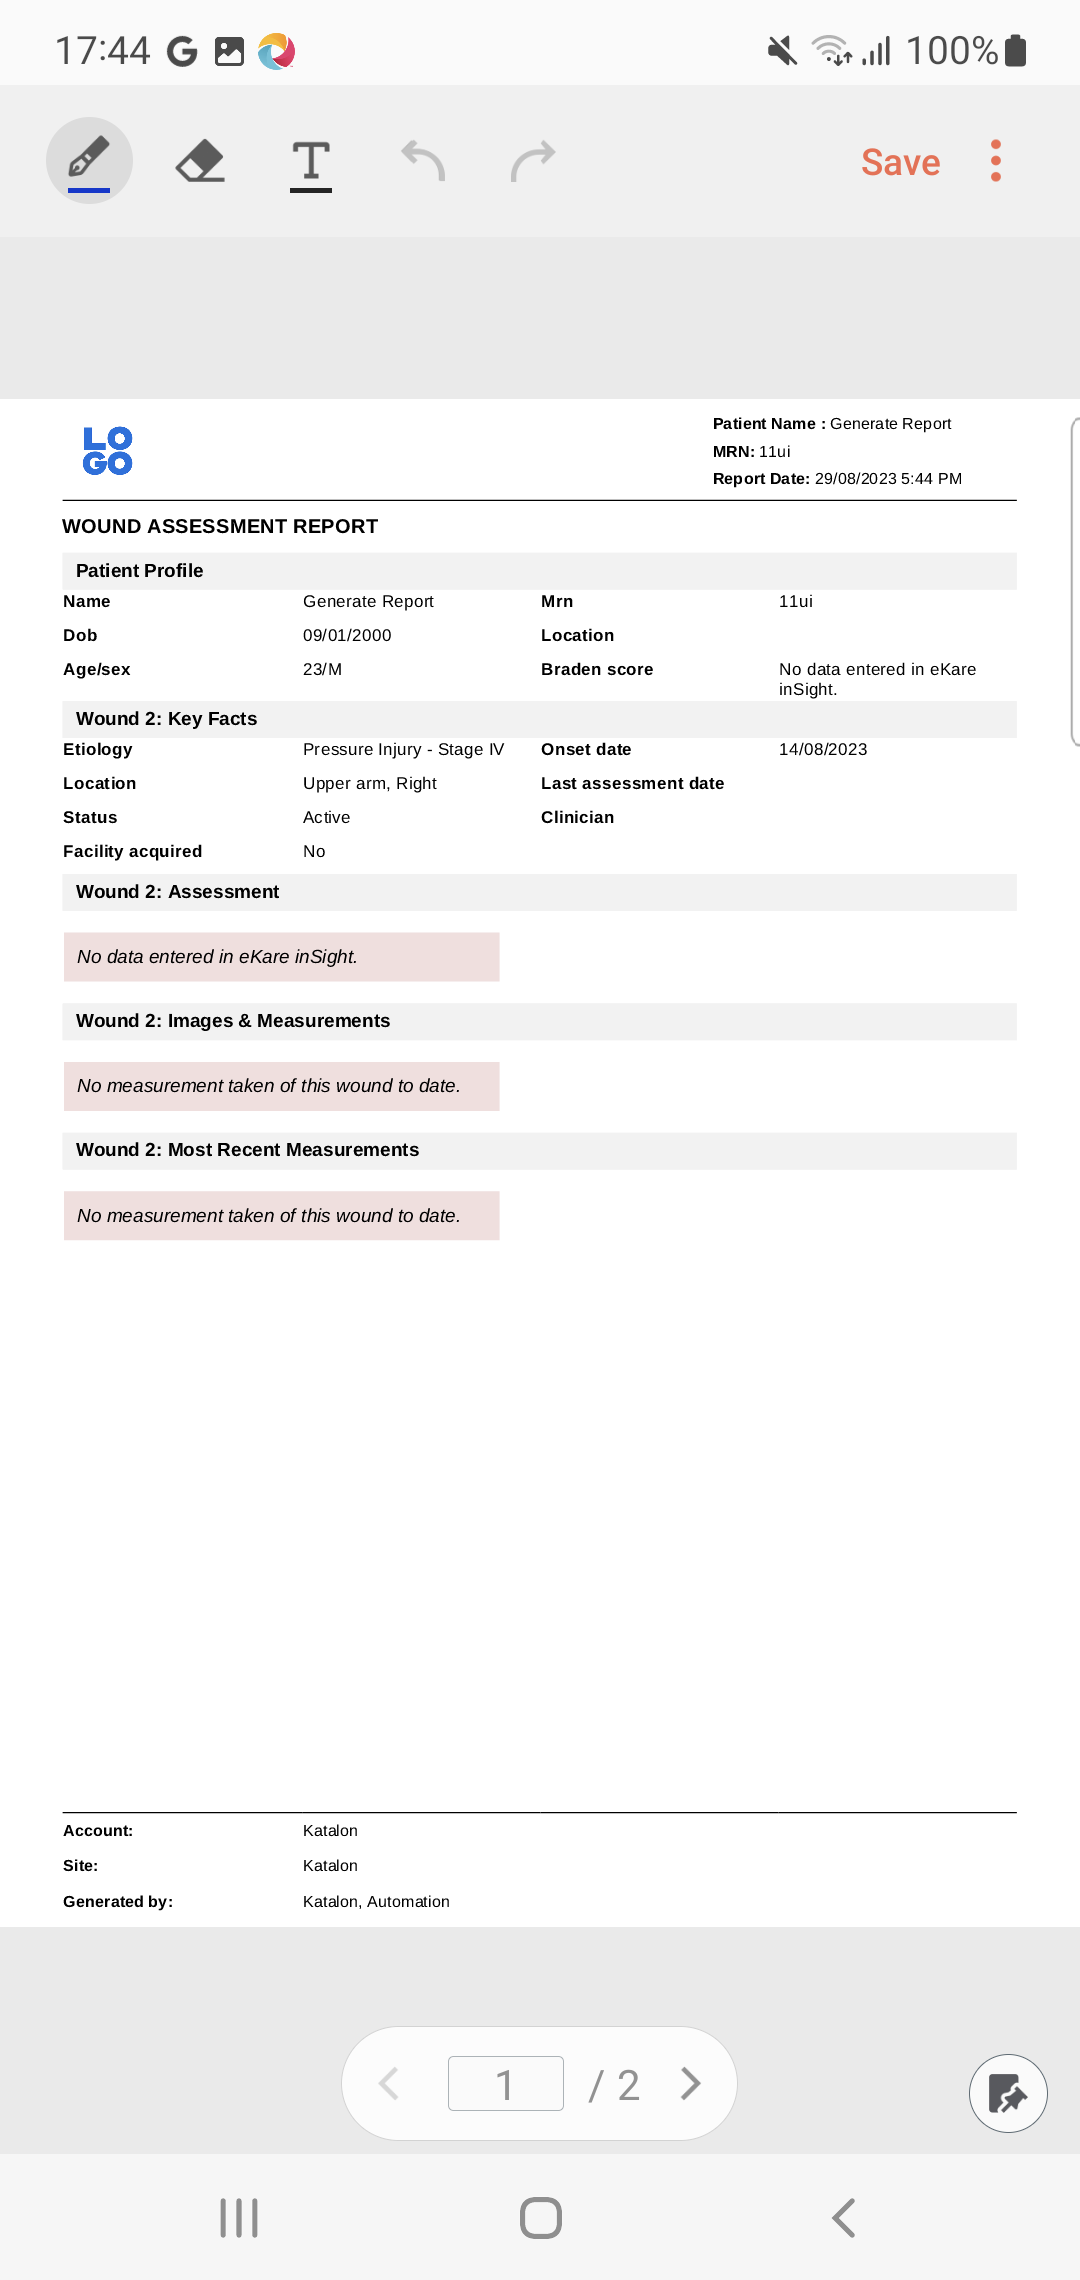 17:44 G 100%
T Save
LO
GO
Patient Name : Generate Report
MRN: 11ui
Report Date: 29/08/2023 5:44 PM
WOUND ASSESSMENT REPORT
Patient Profile
Name Generate Report Mrn 11ui
Dob 09/01/2000 Location
Age/sex 23/M Braden score No data entered in eKare
inSight.
Wound 2: Key Facts
Etiology Pressure Injury - Stage IV Onset date 14/08/2023
Location Upper arm, Right Last assessment date
Status Active Clinician
Facility acquired No
Wound 2: Assessment
No data entered in eKare inSight.
Wound 2: Images & Measurements
No measurement taken of this wound to date.
Wound 2: Most Recent Measurements
No measurement taken of this wound to date.
Account: Katalon
Site: Katalon
Generated by: Katalon, Automation
1 / 2